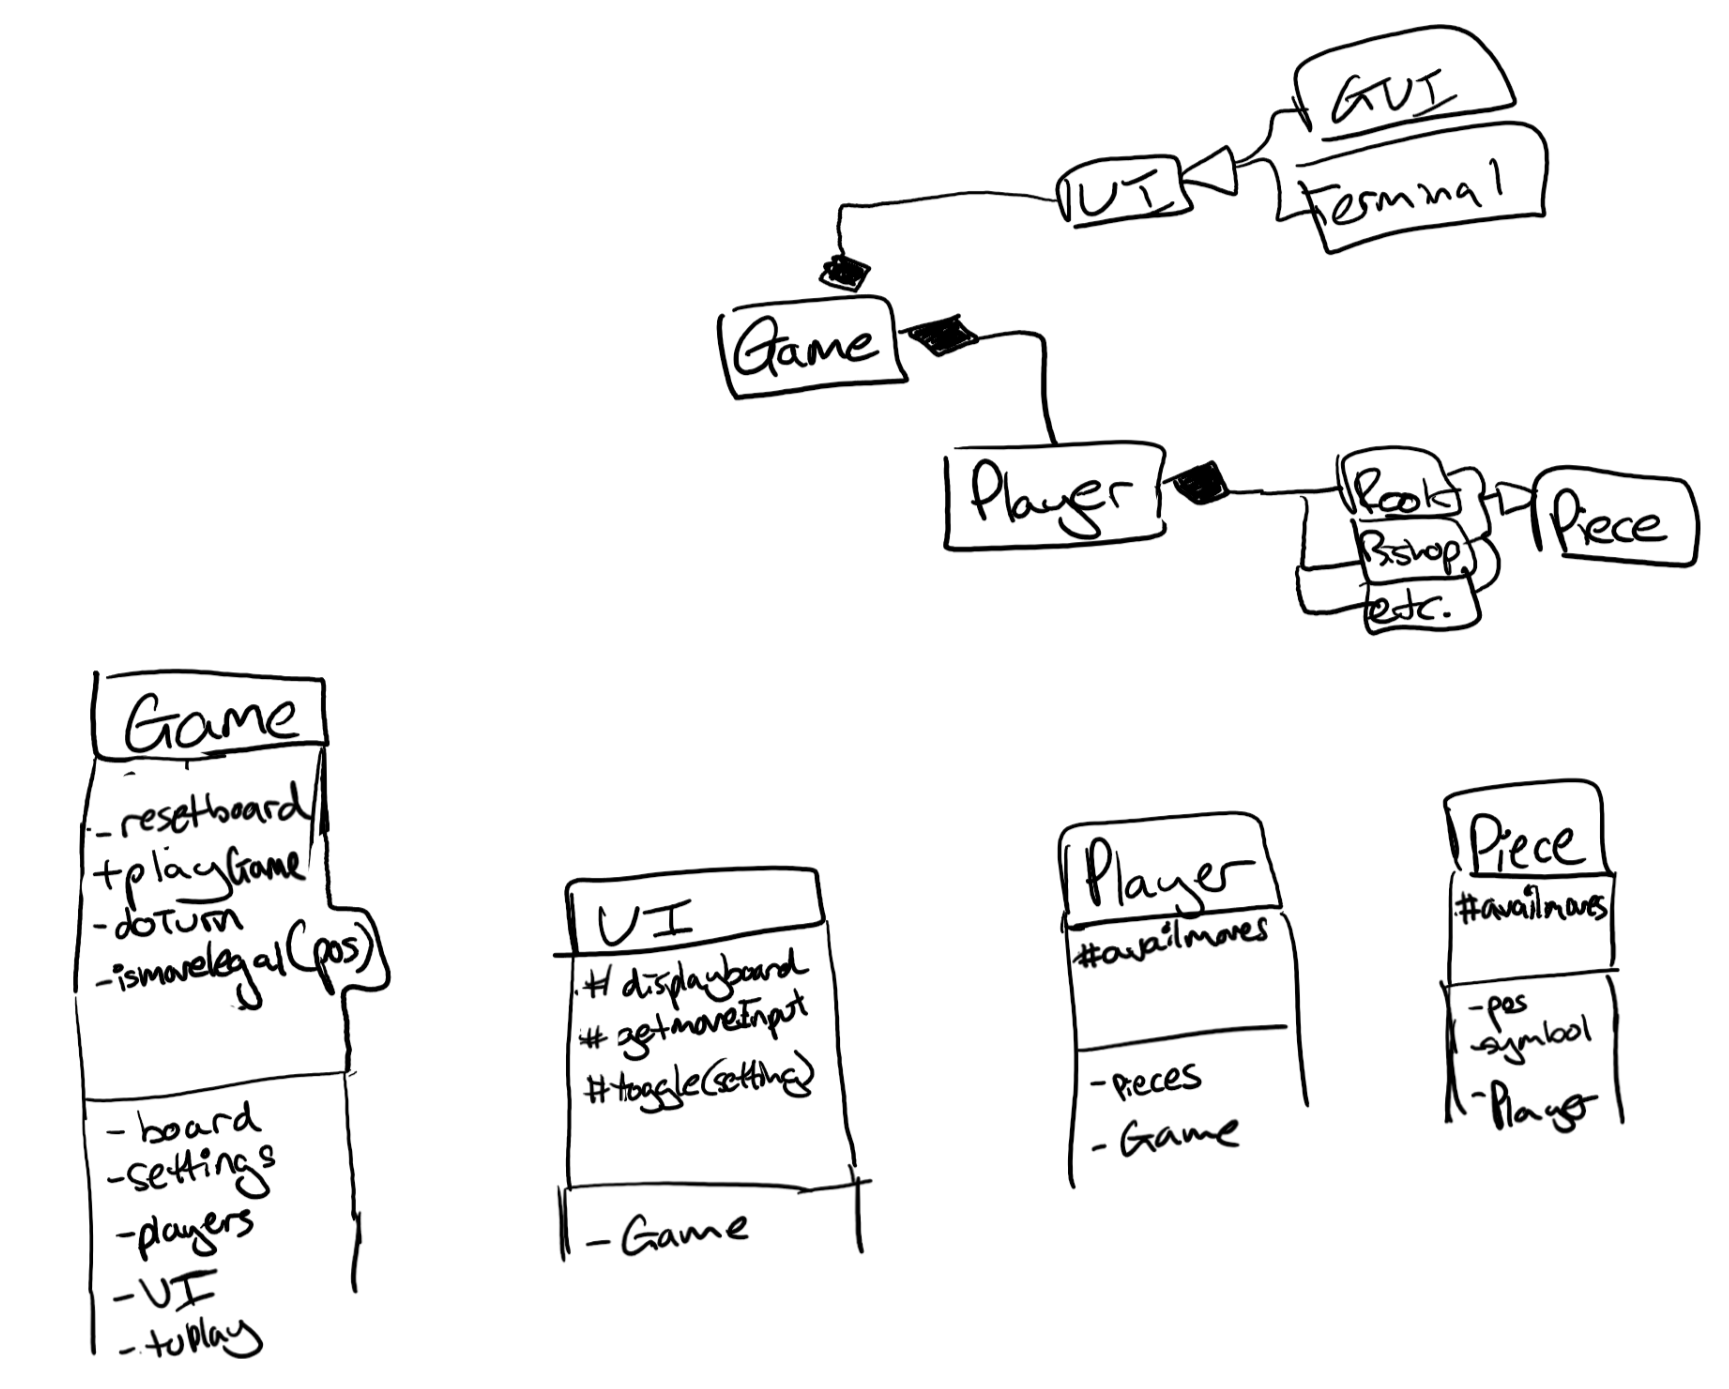 GUI
UI
Terminal
Game
Player
Rook
Bishop
etc.
Piece
Game
- resetboard
+ playGame
- doTurn
- ismovelegal(pos)
- board
- settings
- players
- UI
- toplay
UI
# displayboard
# getmoveInput
# toggle(setting)
- Game
Player
# availmoves
- pieces
- Game
Piece
# availmoves
- pos
- symbol
- Player